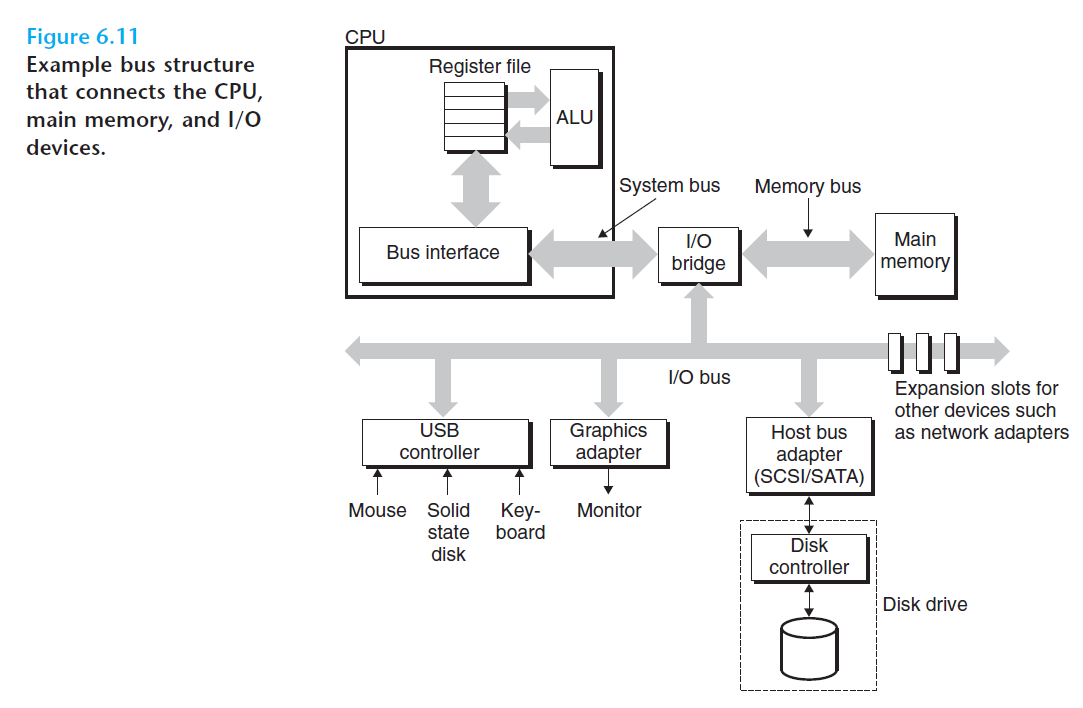 Figure 6.11
Example bus structure
that connects the CPU,
main memory, and I/O
devices.
CPU
Register file
ALU
System bus
Memory bus
Bus interface
I/O
bridge
Main
memory
I/O bus
Expansion slots for
other devices such
as network adapters
USB
controller
Graphics
adapter
Host bus
adapter
(SCSI/SATA)
Mouse
Solid
state
disk
Key-
board
Monitor
Disk
controller
Disk drive